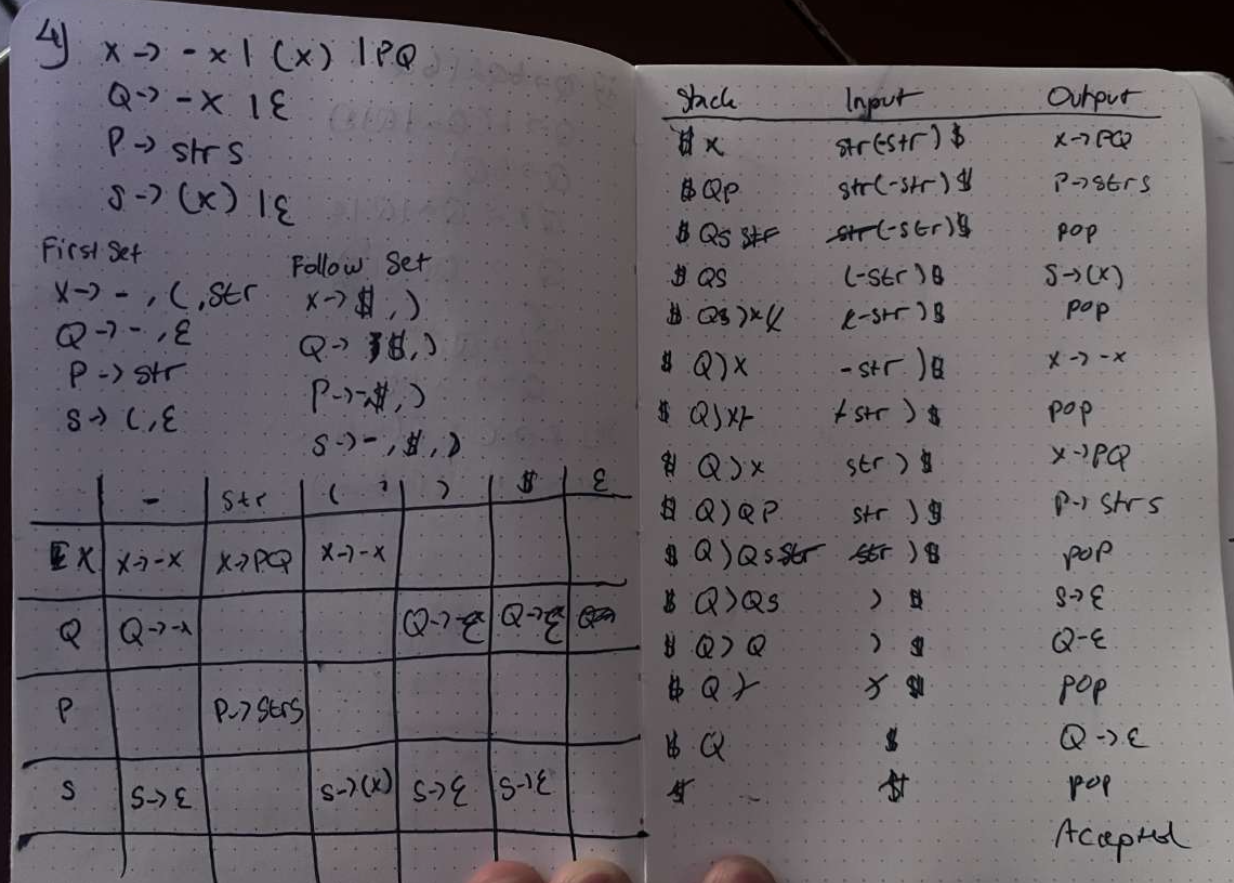 4) X → - X | (X) | PQ
Q → - X | ε
P → str S
S → (X) | ε
First Set
X → - , ( , str
Q → - , ε
P → str
S → ( , ε
Follow Set
X → $ , )
Q → $ , )
P → - , $ , )
S → - , $ , )
- str ( ) $ ε
X X → - X X → PQ X → - X
Q Q → - X Q → ε Q → ε
P P → str S
S S → ε S → (X) S → ε S → ε
Stack Input Output
$ X str(-str) $ X → PQ
$ QP str(-str) $ P → str S
$ QS str str(-str) $ pop
$ QS (-str) $ S → (X)
$ QS )X( (-str) $ pop
$ Q)X -str )$ X → - X
$ Q)X- -str ) $ pop
$ Q)X str ) $ X → PQ
$ Q)QP str ) $ P → str S
$ Q)QS str str ) $ pop
$ Q)QS ) $ S → ε
$ Q)Q ) $ Q - ε
$ Q) ) $ pop
$ Q $ Q → ε
$ $ pop
Accepted